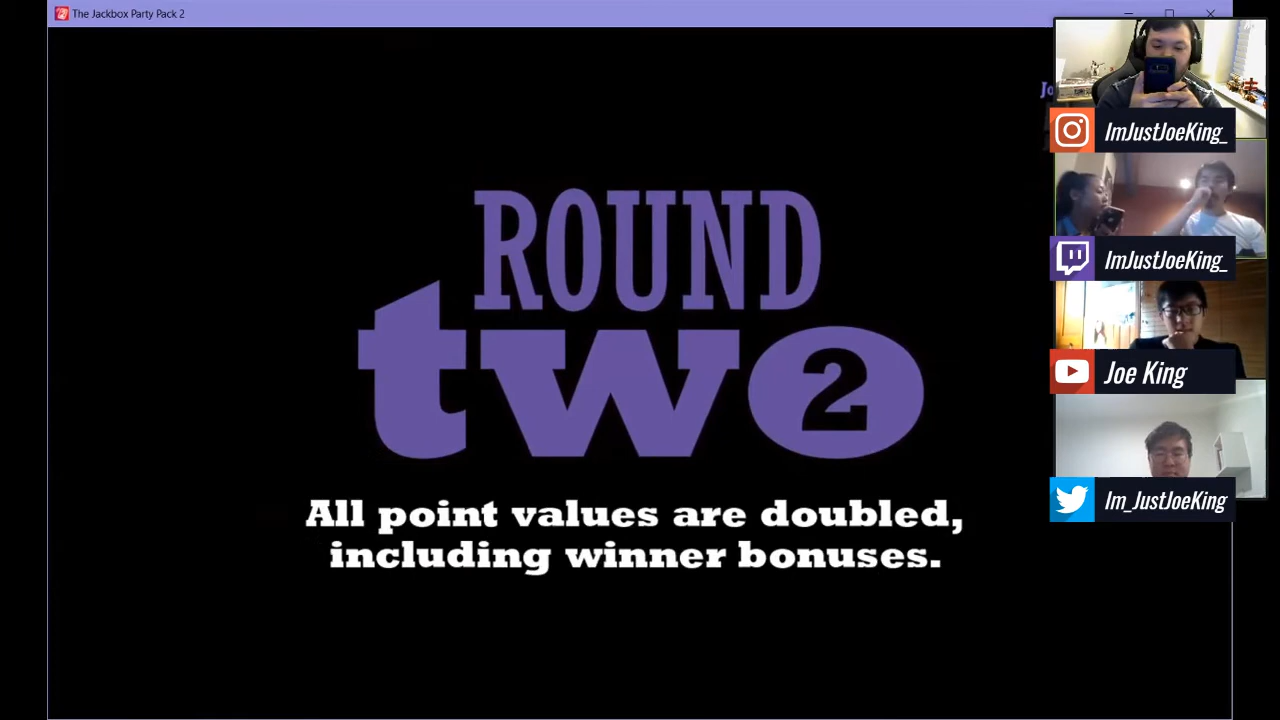 The Jackbox Party Pack 2
Jo
ROUND
two
2
All point values are doubled,
including winner bonuses.
ImJustJoeKing_
ImJustJoeKing_
Joe King
Im_JustJoeKing